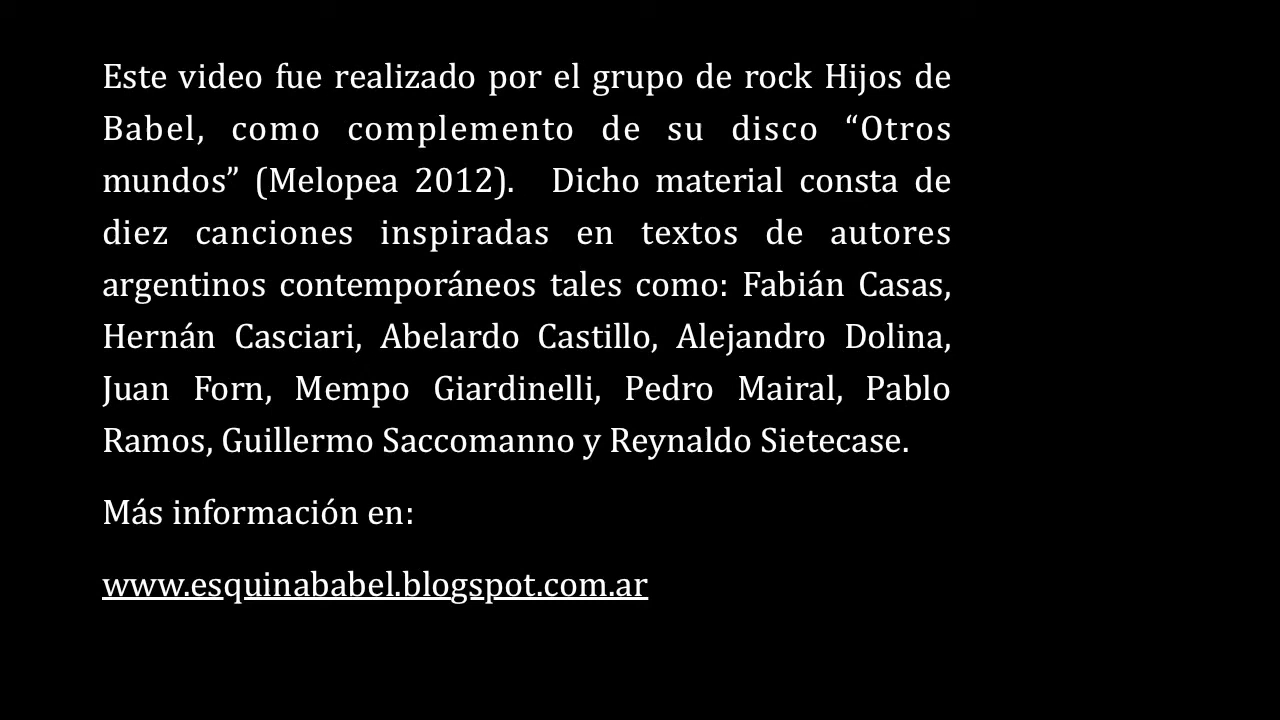 Este video fue realizado por el grupo de rock Hijos de
Babel, como complemento de su disco “Otros
mundos” (Melopea 2012).  Dicho material consta de
diez canciones inspiradas en textos de autores
argentinos contemporáneos tales como: Fabián Casas,
Hernán Casciari, Abelardo Castillo, Alejandro Dolina,
Juan Forn, Mempo Giardinelli, Pedro Mairal, Pablo
Ramos, Guillermo Saccomanno y Reynaldo Sietecase.
Más información en:
www.esquinababel.blogspot.com.ar